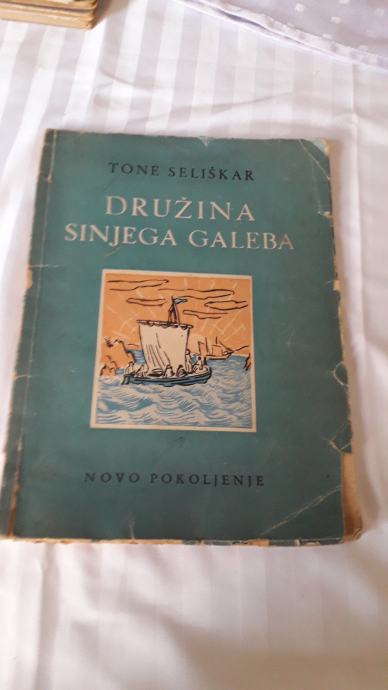 TONE SELIŠKAR
DRUŽINA
SINJEGA GALEBA
NOVO POKOLJENJE